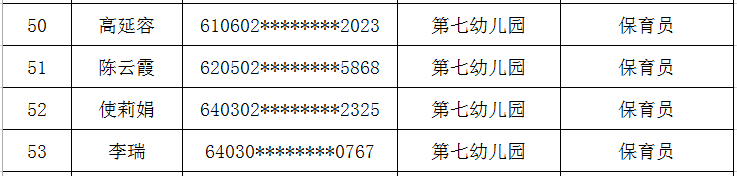 50 高延容 610602********2023 第七幼儿园 保育员
51 陈云霞 620502********5868 第七幼儿园 保育员
52 使莉娟 640302********2325 第七幼儿园 保育员
53 李瑞 64030********0767 第七幼儿园 保育员